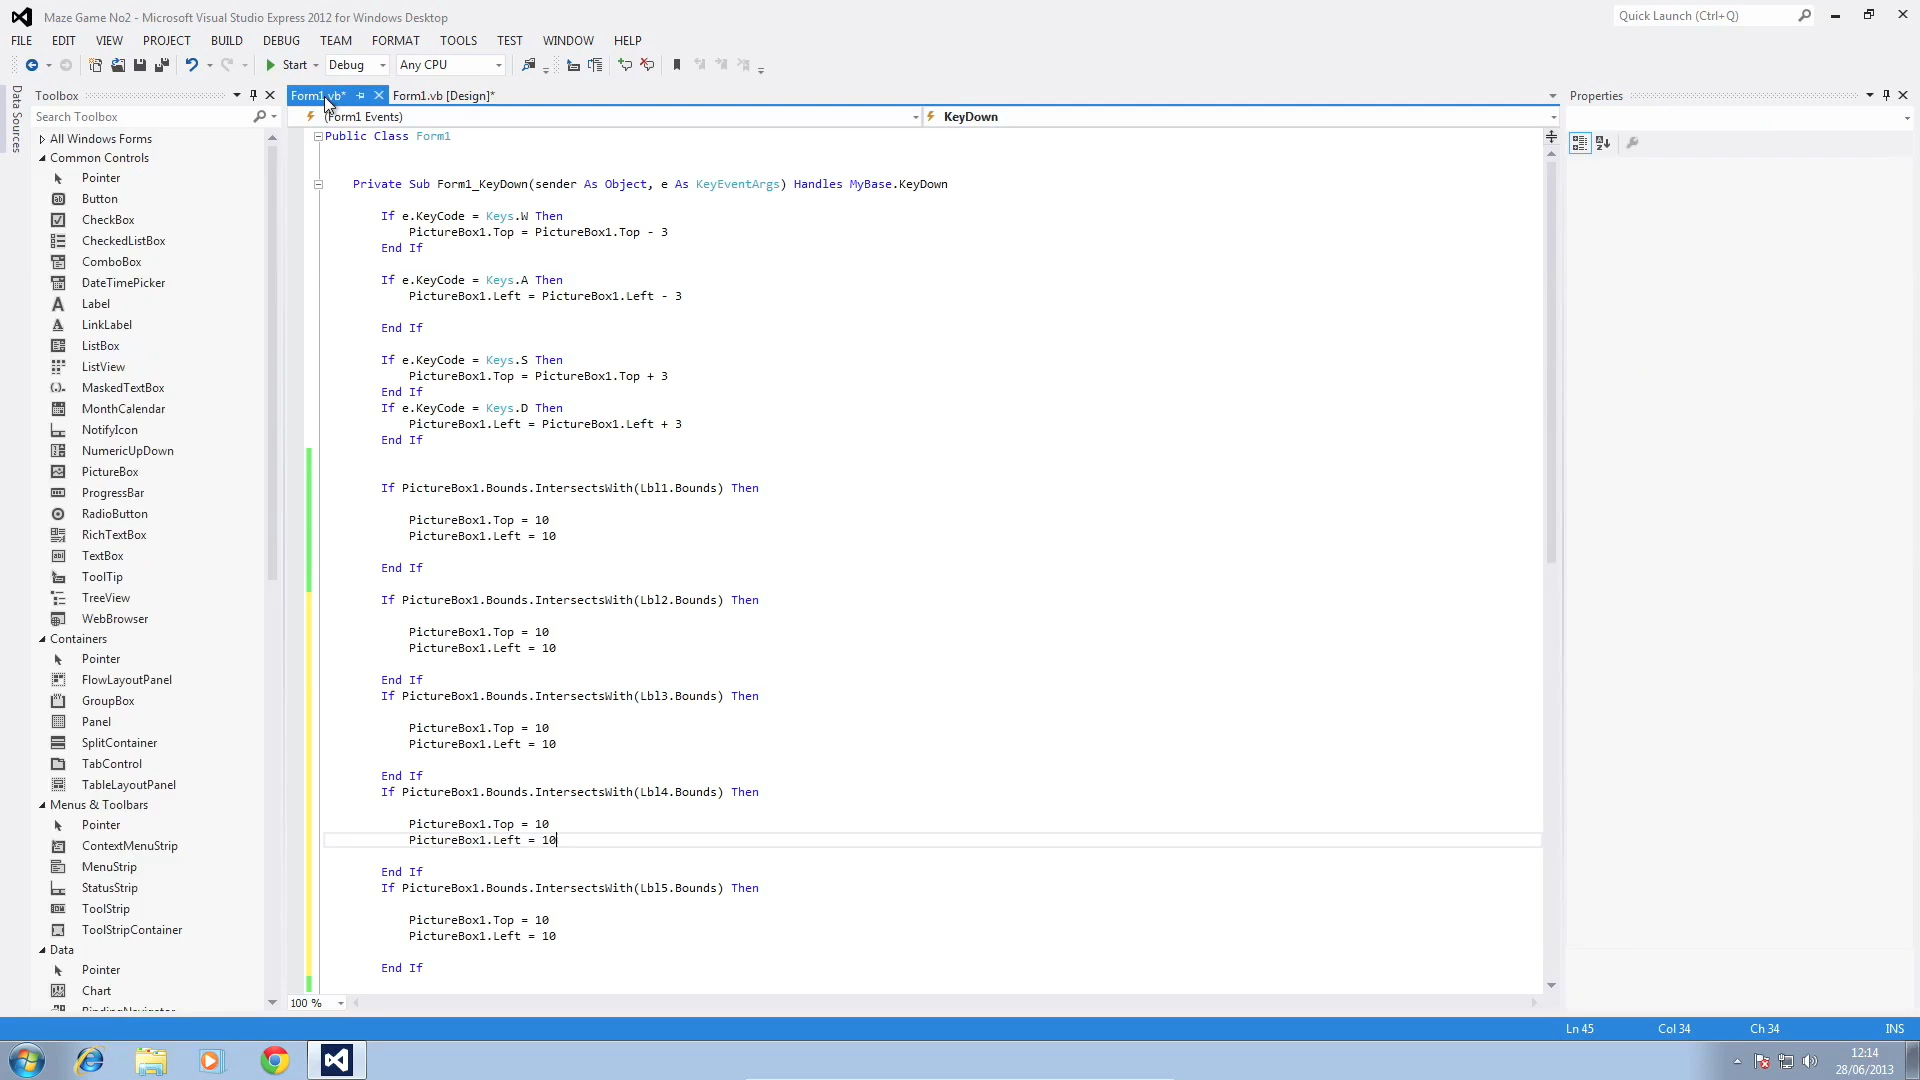 Maze Game No2 - Microsoft Visual Studio Express 2012 for Windows Desktop
Quick Launch (Ctrl+Q)
FILE EDIT VIEW PROJECT BUILD DEBUG TEAM FORMAT TOOLS TEST WINDOW HELP
Start Debug Any CPU
Data Sources
Toolbox
Form1.vb* Form1.vb [Design]*
Properties
Search Toolbox
(Form1 Events)
KeyDown
All Windows Forms
Common Controls
Pointer
Button
CheckBox
CheckedListBox
ComboBox
DateTimePicker
Label
LinkLabel
ListBox
ListView
MaskedTextBox
MonthCalendar
NotifyIcon
NumericUpDown
PictureBox
ProgressBar
RadioButton
RichTextBox
TextBox
ToolTip
TreeView
WebBrowser
Containers
Pointer
FlowLayoutPanel
GroupBox
Panel
SplitContainer
TabControl
TableLayoutPanel
Menus & Toolbars
Pointer
ContextMenuStrip
MenuStrip
StatusStrip
ToolStrip
ToolStripContainer
Data
Pointer
Chart
BindingNavigator
Public Class Form1
Private Sub Form1_KeyDown(sender As Object, e As KeyEventArgs) Handles MyBase.KeyDown
If e.KeyCode = Keys.W Then
PictureBox1.Top = PictureBox1.Top - 3
End If
If e.KeyCode = Keys.A Then
PictureBox1.Left = PictureBox1.Left - 3
End If
If e.KeyCode = Keys.S Then
PictureBox1.Top = PictureBox1.Top + 3
End If
If e.KeyCode = Keys.D Then
PictureBox1.Left = PictureBox1.Left + 3
End If
If PictureBox1.Bounds.IntersectsWith(Lbl1.Bounds) Then
PictureBox1.Top = 10
PictureBox1.Left = 10
End If
If PictureBox1.Bounds.IntersectsWith(Lbl2.Bounds) Then
PictureBox1.Top = 10
PictureBox1.Left = 10
End If
If PictureBox1.Bounds.IntersectsWith(Lbl3.Bounds) Then
PictureBox1.Top = 10
PictureBox1.Left = 10
End If
If PictureBox1.Bounds.IntersectsWith(Lbl4.Bounds) Then
PictureBox1.Top = 10
PictureBox1.Left = 10
End If
If PictureBox1.Bounds.IntersectsWith(Lbl5.Bounds) Then
PictureBox1.Top = 10
PictureBox1.Left = 10
End If
100 %
Ln 45 Col 34 Ch 34 INS
12:14
28/06/2013